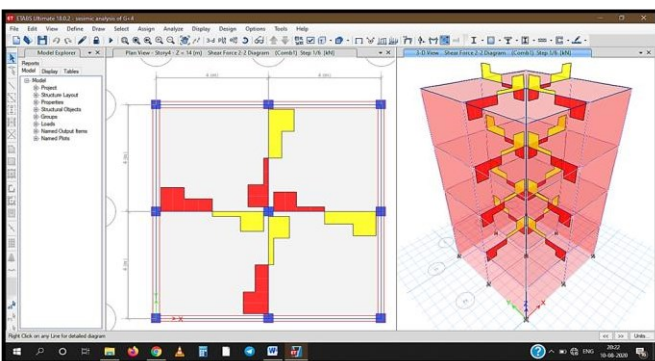 ETABS Ultimate 18.0.2 - seismic analysis of G+4
File Edit View Define Draw Select Assign Analyze Display Design Options Tools Help
Model Explorer
Plan View - Story4 - Z = 14 (m) Shear Force 2-2 Diagram (Comb1) Step 1/6 [kN]
3-D View Shear Force 2-2 Diagram (Comb1) Step 1/6 [kN]
Reports
Model Display Tables
Model
Project
Structure Layout
Properties
Structural Objects
Groups
Loads
Named Output Items
Named Plots
4 (m)
4 (m)
4 (m)
4 (m)
X
X
Y
Z
Right Click on any Line for detailed diagram
Units...
ENG
20:22
10-08-2020